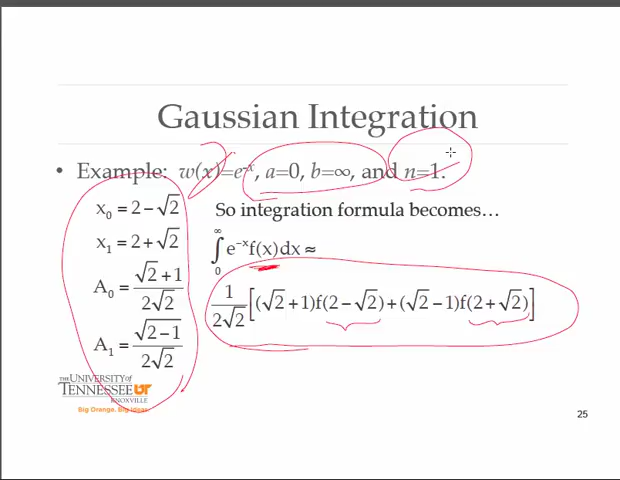 Gaussian Integration
• Example: w(x)=e^-x, a=0, b=∞, and n=1.
x₀ = 2 − √2
x₁ = 2 + √2
A₀ = (√2 + 1) / (2√2)
A₁ = (√2 − 1) / (2√2)
So integration formula becomes…
∫₀^∞ e^−x f(x)dx ≈
1/(2√2) [(√2 + 1)f(2 − √2) + (√2 − 1)f(2 + √2)]
THE UNIVERSITY of
TENNESSEE UT
KNOXVILLE
Big Orange. Big Ideas.
25